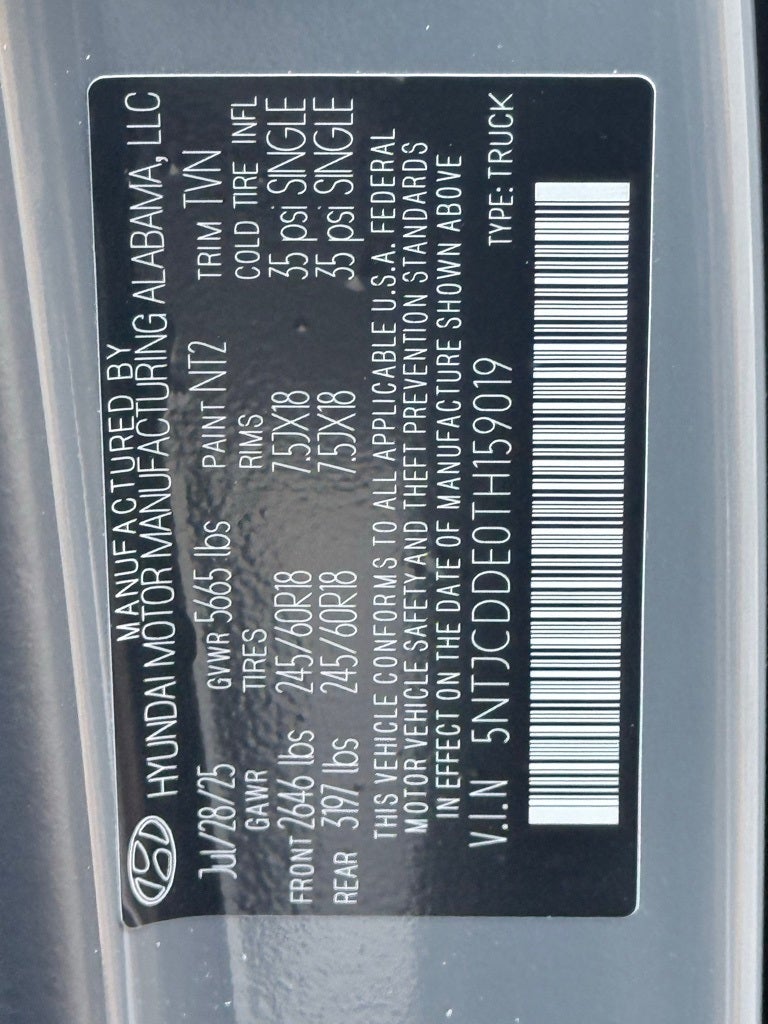 MANUFACTURED BY
HYUNDAI MOTOR MANUFACTURING ALABAMA, LLC
Jul/28/25 GVWR 5665 lbs PAINT NT2 TRIM TVN
GAWR TIRES RIMS COLD TIRE INFL
FRONT 2646 lbs 245/60R18 7.5JX18 35 psi SINGLE
REAR 3197 lbs 245/60R18 7.5JX18 35 psi SINGLE
THIS VEHICLE CONFORMS TO ALL APPLICABLE U.S.A. FEDERAL
MOTOR VEHICLE SAFETY AND THEFT PREVENTION STANDARDS
IN EFFECT ON THE DATE OF MANUFACTURE SHOWN ABOVE
V.I.N 5NTJCDDE0TH159019 TYPE: TRUCK